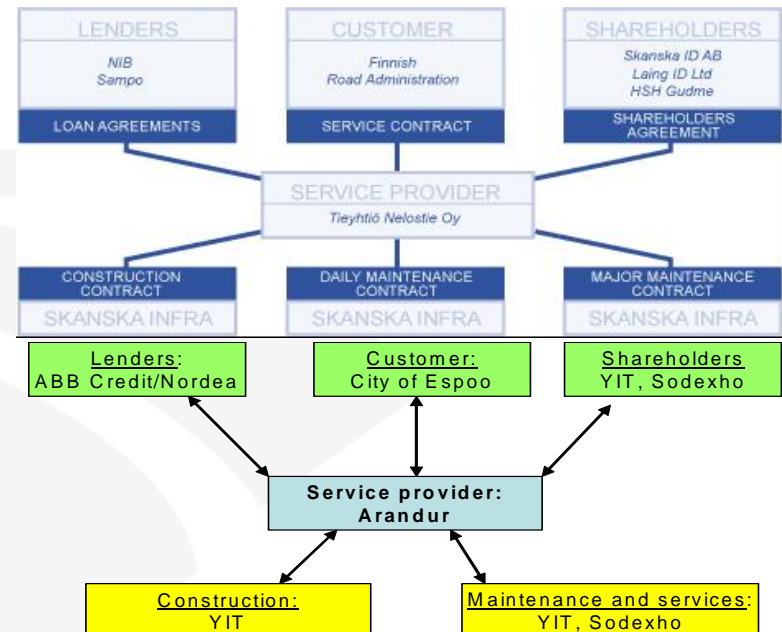 LENDERS
NIB
Sampo
LOAN AGREEMENTS
CUSTOMER
Finnish
Road Administration
SERVICE CONTRACT
SHAREHOLDERS
Skanska ID AB
Laing ID Ltd
HSH Gudme
SHAREHOLDERS
AGREEMENT
SERVICE PROVIDER
Tieyhtiö Nelostie Oy
CONSTRUCTION
CONTRACT
SKANSKA INFRA
DAILY MAINTENANCE
CONTRACT
SKANSKA INFRA
MAJOR MAINTENANCE
CONTRACT
SKANSKA INFRA
Lenders:
ABB Credit/Nordea
Customer:
City of Espoo
Shareholders
YIT, Sodexho
Service provider:
Arandur
Construction:
YIT
Maintenance and services:
YIT, Sodexho